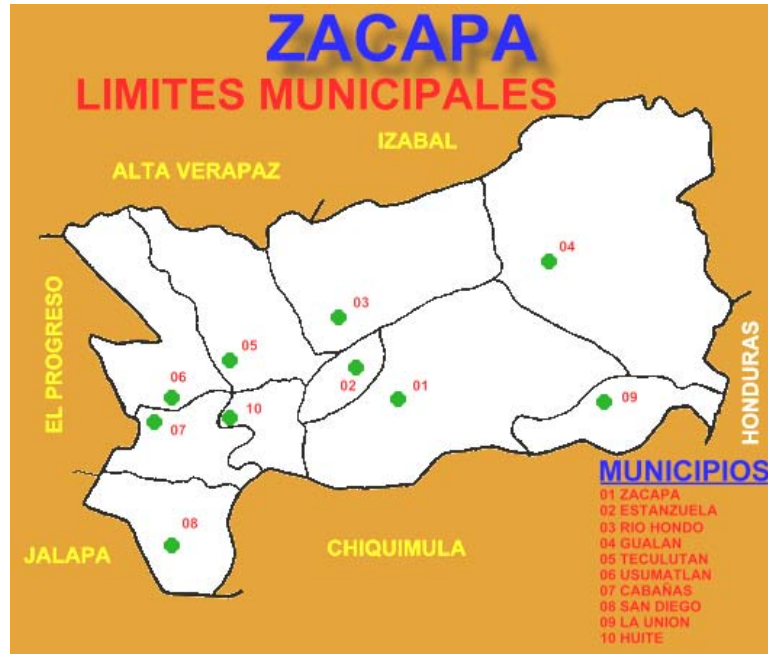 ZACAPA
LIMITES MUNICIPALES
IZABAL
ALTA VERAPAZ
04
EL PROGRESO
03
05
02
06
01
09
10
07
HONDURAS
08
JALAPA
CHIQUIMULA
MUNICIPIOS
01 ZACAPA
02 ESTANZUELA
03 RIO HONDO
04 GUALAN
05 TECULUTAN
06 USUMATLAN
07 CABAÑAS
08 SAN DIEGO
09 LA UNION
10 HUITE